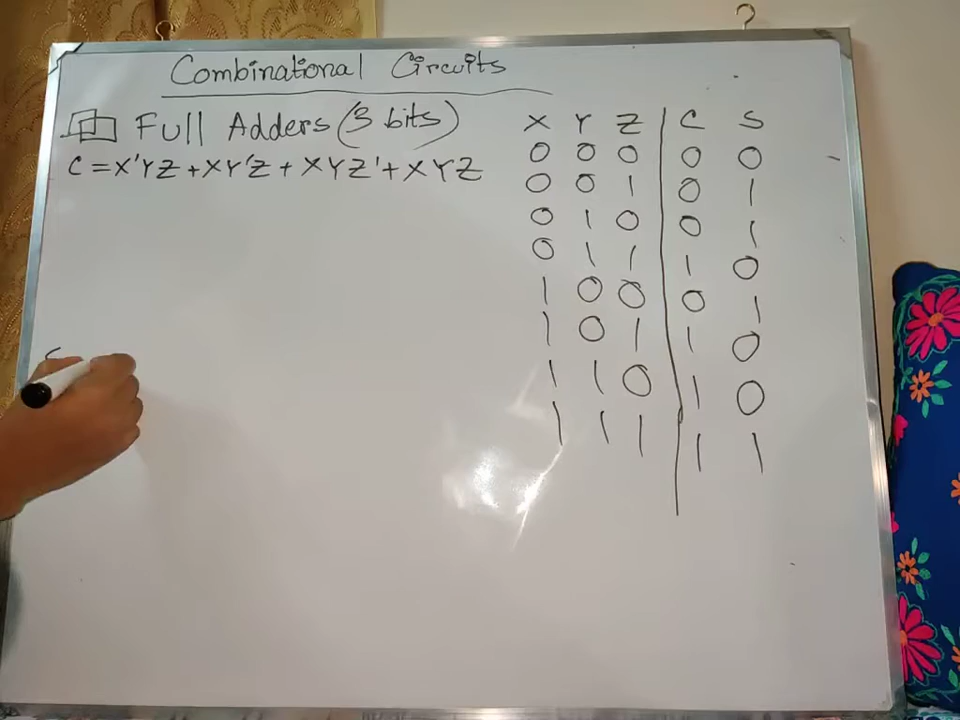 Combinational Circuits
Full Adders (3 bits)
C = X'YZ + XY'Z + XYZ' + XYZ
X Y Z C S
0 0 0 0 0
0 0 1 0 1
0 1 0 0 1
0 1 1 1 0
1 0 0 0 1
1 0 1 1 0
1 1 0 1 0
1 1 1 1 1